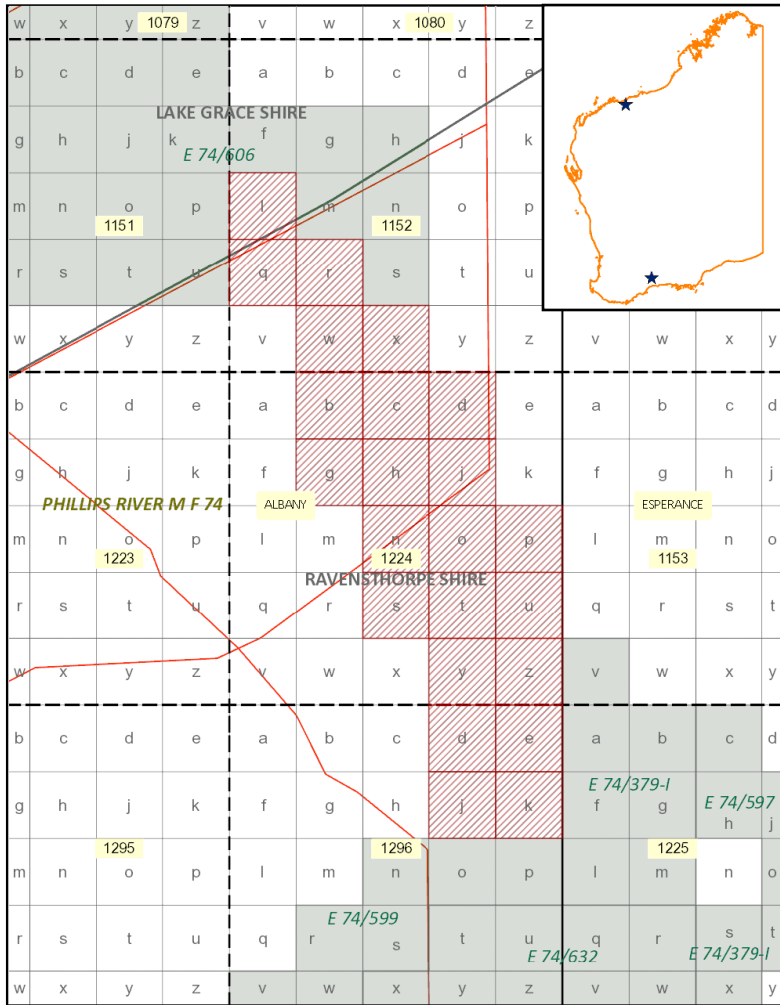 w x y z v w x y z
1079 1080
b c d e a b c d e
LAKE GRACE SHIRE
g h j k f g h j k
E 74/606
m n o p l m n o p
1151 1152
r s t u q r s t u
w x y z v w x y z v w x y
b c d e a b c d e a b c d
g h j k f g h j k f g h j
PHILLIPS RIVER M F 74 ALBANY ESPERANCE
m n o p l m n o p l m n o
1223 1224 1153
RAVENSTHORPE SHIRE
r s t u q r s t u q r s t
w x y z v w x y z v w x y
b c d e a b c d e a b c d
E 74/379-I
E 74/597
g h j k f g h j k f g h j
1295 1296 1225
m n o p l m n o p l m n o
E 74/599
r s t u q r s t u q r s t
E 74/632 E 74/379-I
w x y z v w x y z v w x y